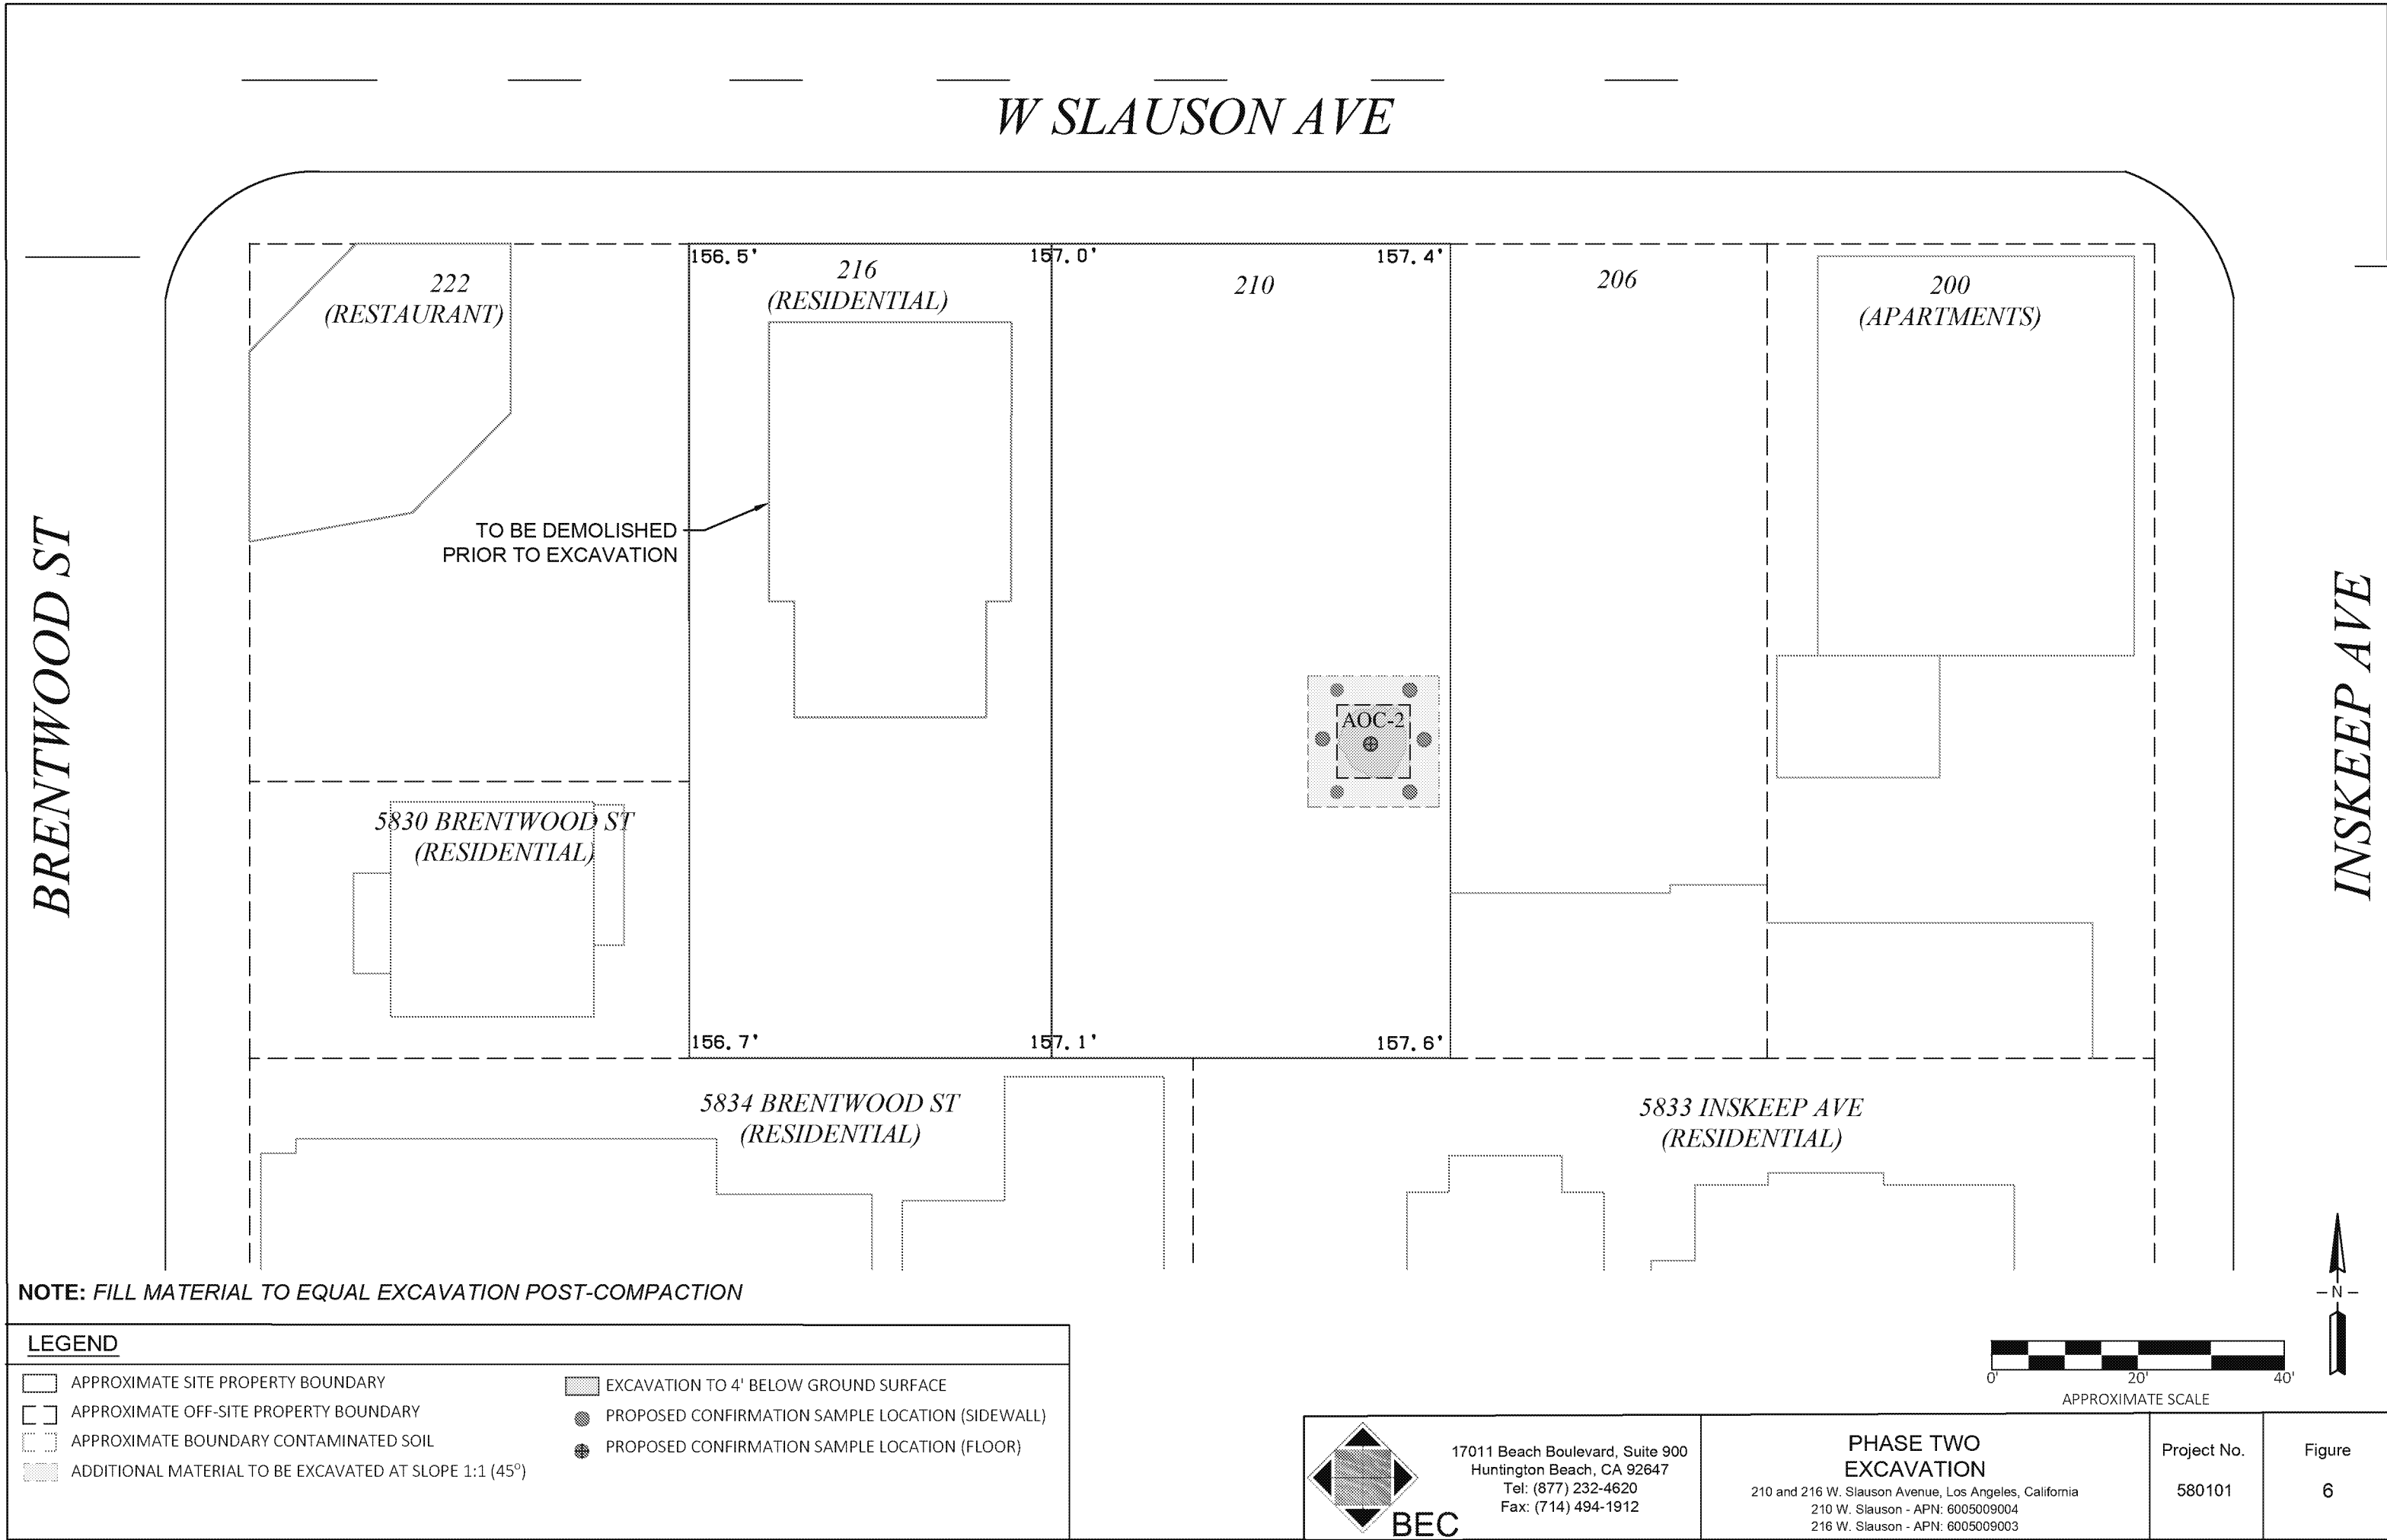 W SLAUSON AVE
156.5'
157.0'
157.4'
222
(RESTAURANT)
216
(RESIDENTIAL)
210
206
200
(APARTMENTS)
TO BE DEMOLISHED
PRIOR TO EXCAVATION
BRENTWOOD ST
INSKEEP AVE
AOC-2
5830 BRENTWOOD ST
(RESIDENTIAL)
156.7'
157.1'
157.6'
5834 BRENTWOOD ST
(RESIDENTIAL)
5833 INSKEEP AVE
(RESIDENTIAL)
NOTE: FILL MATERIAL TO EQUAL EXCAVATION POST-COMPACTION
N
LEGEND
APPROXIMATE SITE PROPERTY BOUNDARY
APPROXIMATE OFF-SITE PROPERTY BOUNDARY
APPROXIMATE BOUNDARY CONTAMINATED SOIL
ADDITIONAL MATERIAL TO BE EXCAVATED AT SLOPE 1:1 (45°)
EXCAVATION TO 4' BELOW GROUND SURFACE
PROPOSED CONFIRMATION SAMPLE LOCATION (SIDEWALL)
PROPOSED CONFIRMATION SAMPLE LOCATION (FLOOR)
0' 20' 40'
APPROXIMATE SCALE
BEC
17011 Beach Boulevard, Suite 900
Huntington Beach, CA 92647
Tel: (877) 232-4620
Fax: (714) 494-1912
PHASE TWO
EXCAVATION
210 and 216 W. Slauson Avenue, Los Angeles, California
210 W. Slauson - APN: 6005009004
216 W. Slauson - APN: 6005009003
Project No.
580101
Figure
6